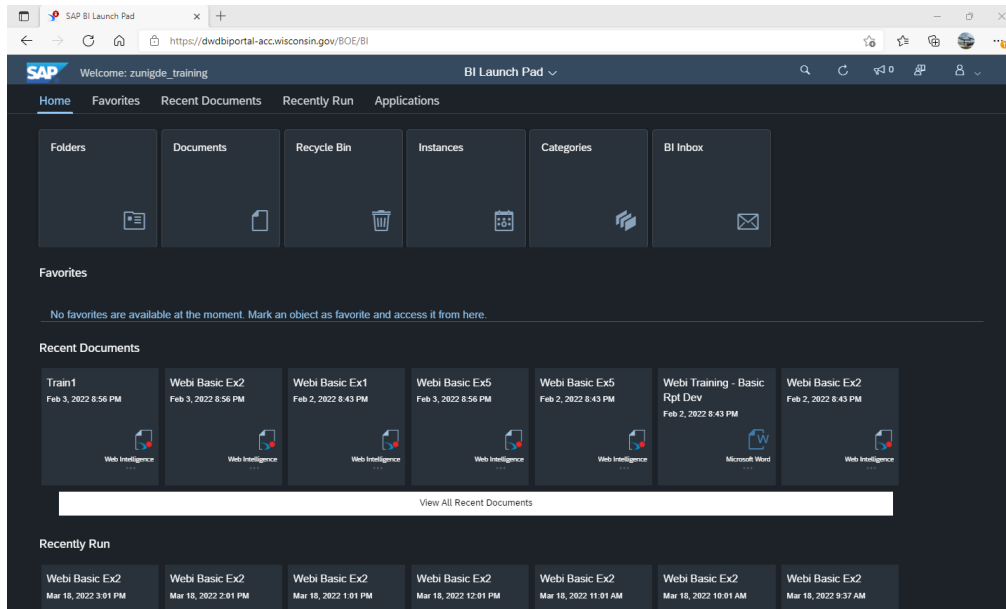 SAP BI Launch Pad
https://dwdbiportal-acc.wisconsin.gov/BOE/BI
SAP Welcome: zunigde_training BI Launch Pad 0
Home Favorites Recent Documents Recently Run Applications
Folders Documents Recycle Bin Instances Categories BI Inbox
Favorites
No favorites are available at the moment. Mark an object as favorite and access it from here.
Recent Documents
Train1 Webi Basic Ex2 Webi Basic Ex1 Webi Basic Ex5 Webi Basic Ex5 Webi Training - Basic Webi Basic Ex2
Feb 3, 2022 8:56 PM Feb 3, 2022 8:56 PM Feb 2, 2022 8:43 PM Feb 3, 2022 8:56 PM Feb 2, 2022 8:43 PM Rpt Dev Feb 2, 2022 8:43 PM
Feb 2, 2022 8:43 PM
W
Web Intelligence Web Intelligence Web Intelligence Web Intelligence Web Intelligence Microsoft Word Web Intelligence
View All Recent Documents
Recently Run
Webi Basic Ex2 Webi Basic Ex2 Webi Basic Ex2 Webi Basic Ex2 Webi Basic Ex2 Webi Basic Ex2 Webi Basic Ex2
Mar 18, 2022 3:01 PM Mar 18, 2022 2:01 PM Mar 18, 2022 1:01 PM Mar 18, 2022 12:01 PM Mar 18, 2022 11:01 AM Mar 18, 2022 10:01 AM Mar 18, 2022 9:37 AM